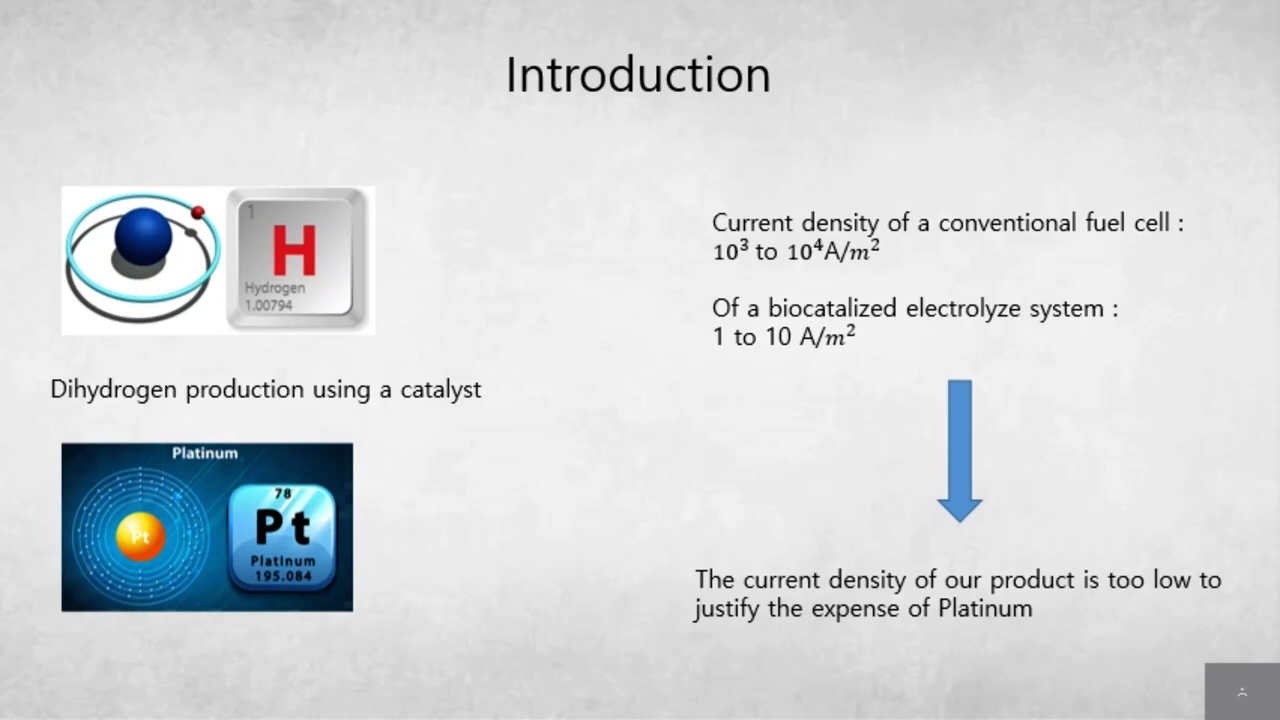 Introduction
1
H
Hydrogen
1.00794
Dihydrogen production using a catalyst
Platinum
Pt
78
Pt
Platinum
195.084
Current density of a conventional fuel cell :
10³ to 10⁴A/m²
Of a biocatalized electrolyze system :
1 to 10 A/m²
The current density of our product is too low to
justify the expense of Platinum